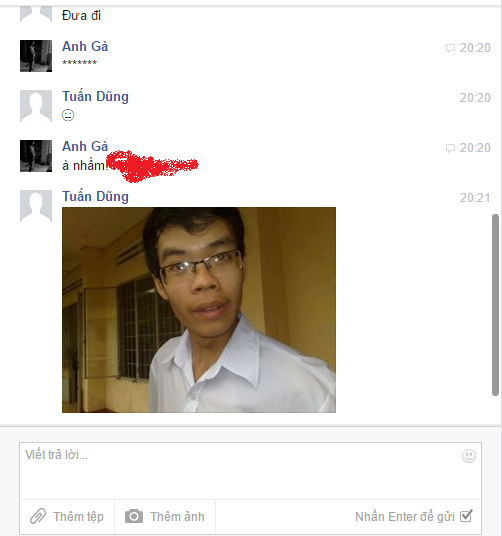 Đưa đi
Anh Gà
20:20
*******
Tuấn Dũng
20:20
Anh Gà
20:20
à nhầm!
Tuấn Dũng
20:21
Viết trả lời...
Thêm tệp
Thêm ảnh
Nhấn Enter để gửi